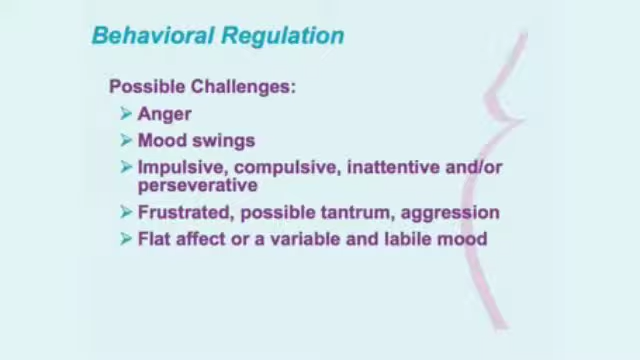 Behavioral Regulation
Possible Challenges:
➢ Anger
➢ Mood swings
➢ Impulsive, compulsive, inattentive and/or
perseverative
➢ Frustrated, possible tantrum, aggression
➢ Flat affect or a variable and labile mood